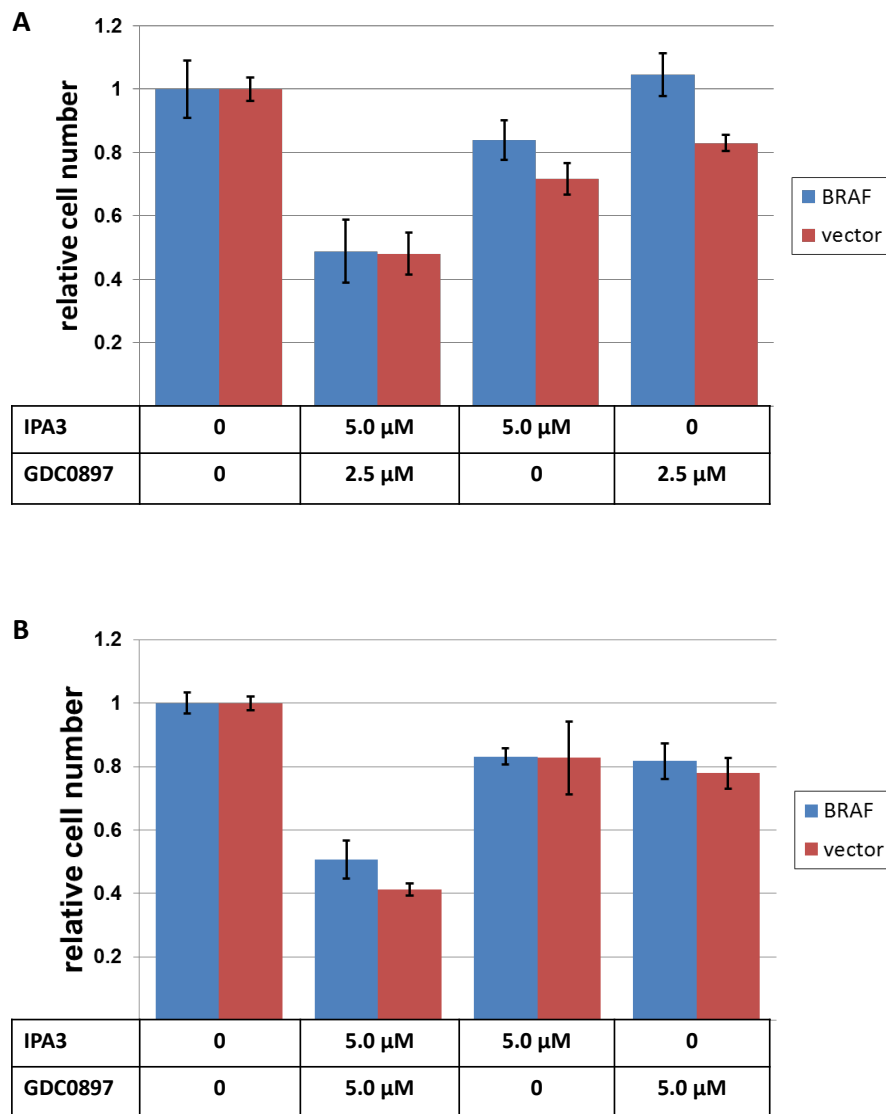 A
1.2
1
0.8
0.6
0.4
0.2
relative cell number
BRAF
vector
IPA3 0 5.0 µM 5.0 µM 0
GDC0897 0 2.5 µM 0 2.5 µM
B
1.2
1
0.8
0.6
0.4
0.2
relative cell number
BRAF
vector
IPA3 0 5.0 µM 5.0 µM 0
GDC0897 0 5.0 µM 0 5.0 µM